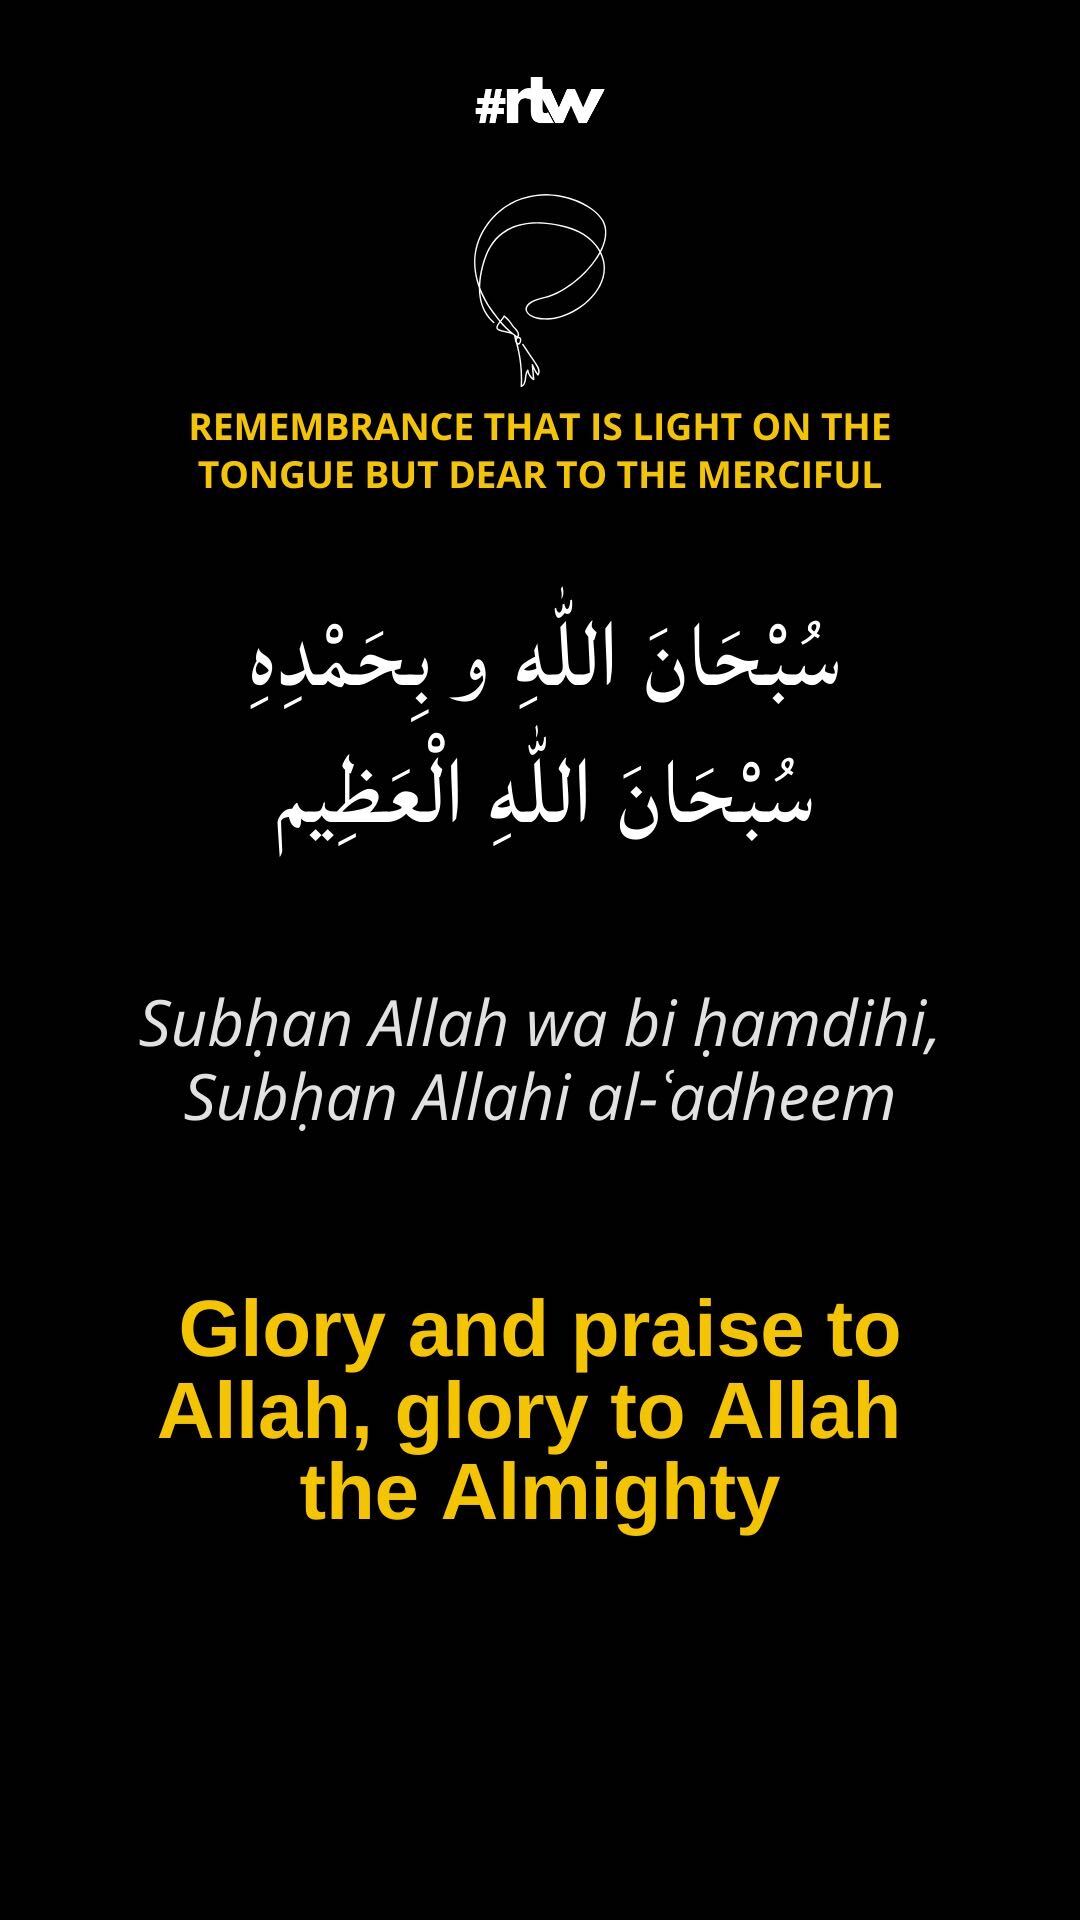 #rtw
REMEMBRANCE THAT IS LIGHT ON THE
TONGUE BUT DEAR TO THE MERCIFUL
سُبْحَانَ اللّٰهِ و بِحَمْدِهِ
سُبْحَانَ اللّٰهِ الْعَظِيم
Subḥan Allah wa bi ḥamdihi,
Subḥan Allahi al-ʿadheem
Glory and praise to
Allah, glory to Allah
the Almighty